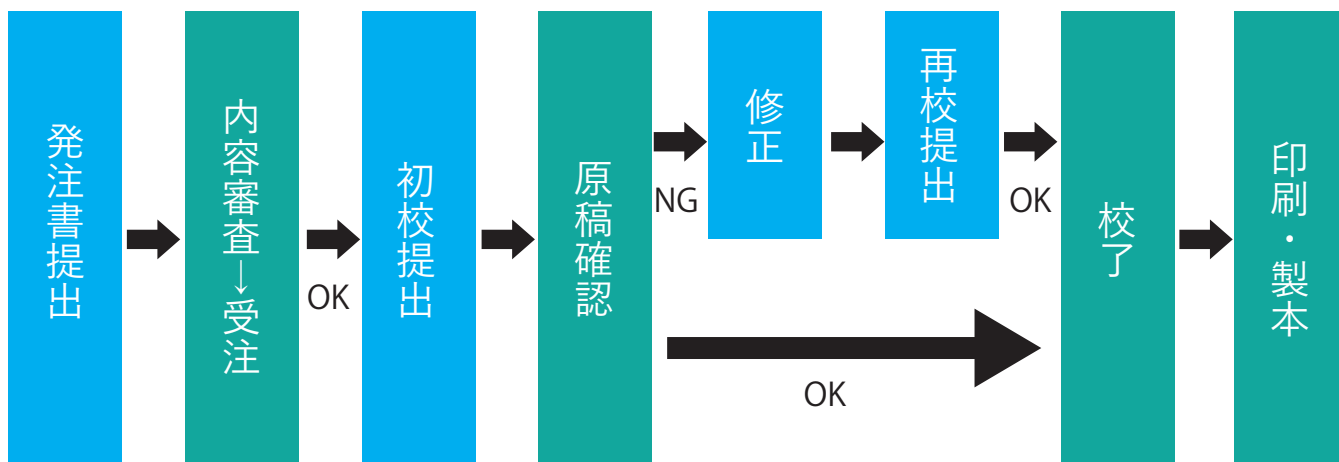 発注書提出
内容審査→受注
OK
初校提出
原稿確認
NG
修正
再校提出
OK
OK
校了
印刷・製本